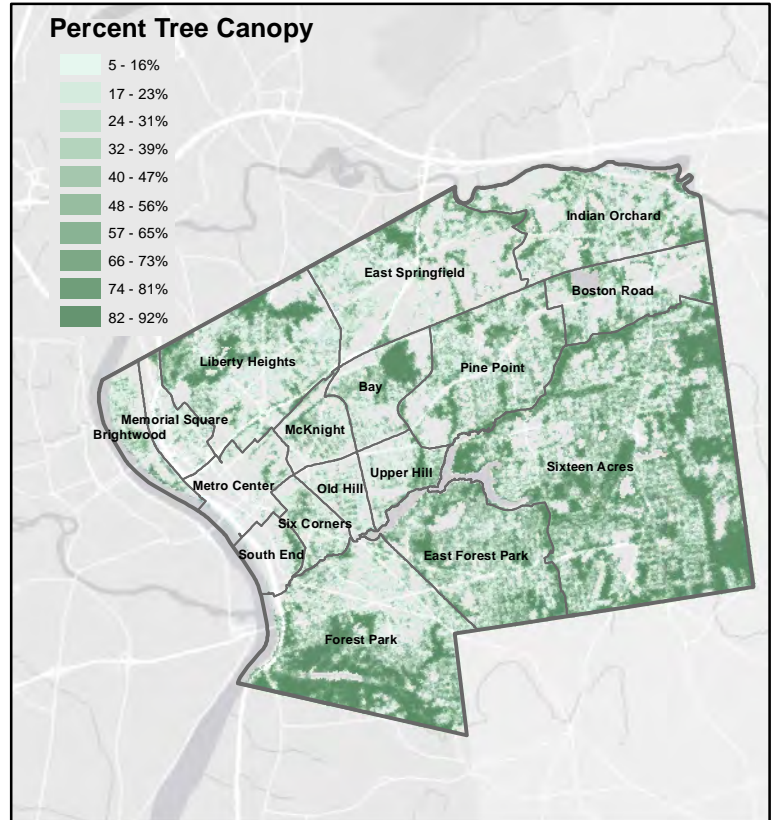 Percent Tree Canopy
5 - 16%
17 - 23%
24 - 31%
32 - 39%
40 - 47%
48 - 56%
57 - 65%
66 - 73%
74 - 81%
82 - 92%
Indian Orchard
East Springfield
Boston Road
Liberty Heights
Pine Point
Bay
Memorial Square
McKnight
Brightwood
Sixteen Acres
Upper Hill
Metro Center
Old Hill
Six Corners
South End
East Forest Park
Forest Park